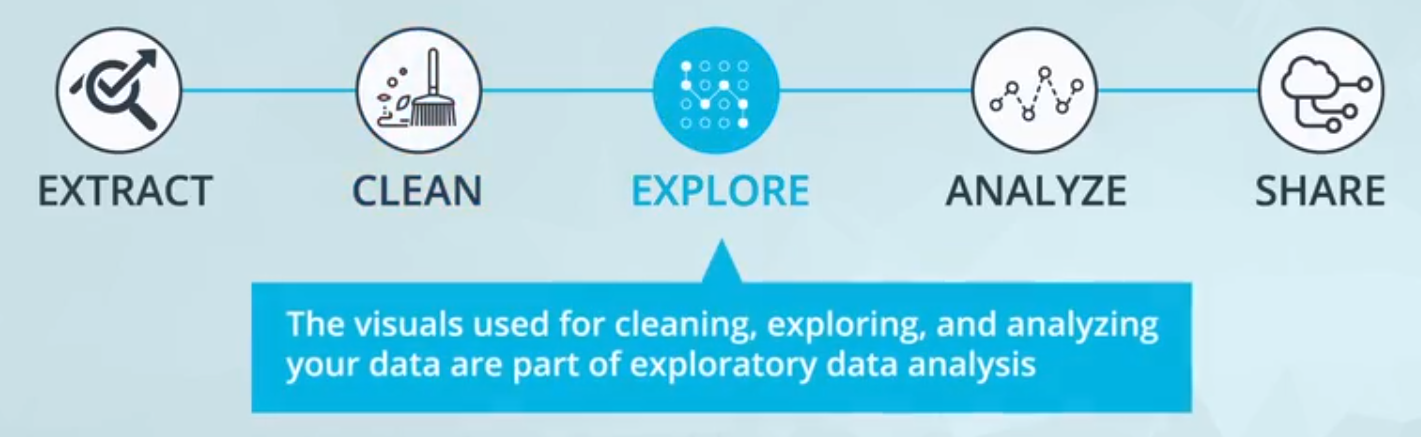 EXTRACT
CLEAN
EXPLORE
ANALYZE
SHARE
The visuals used for cleaning, exploring, and analyzing
your data are part of exploratory data analysis